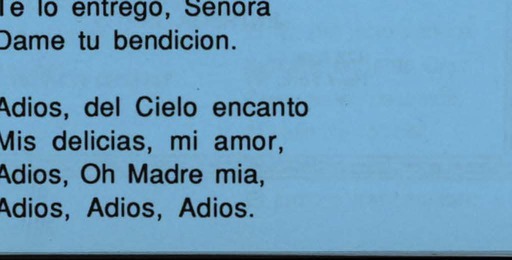 Te lo entrego, Señora
Dame tu bendicion.
Adios, del Cielo encanto
Mis delicias, mi amor,
Adios, Oh Madre mia,
Adios, Adios, Adios.